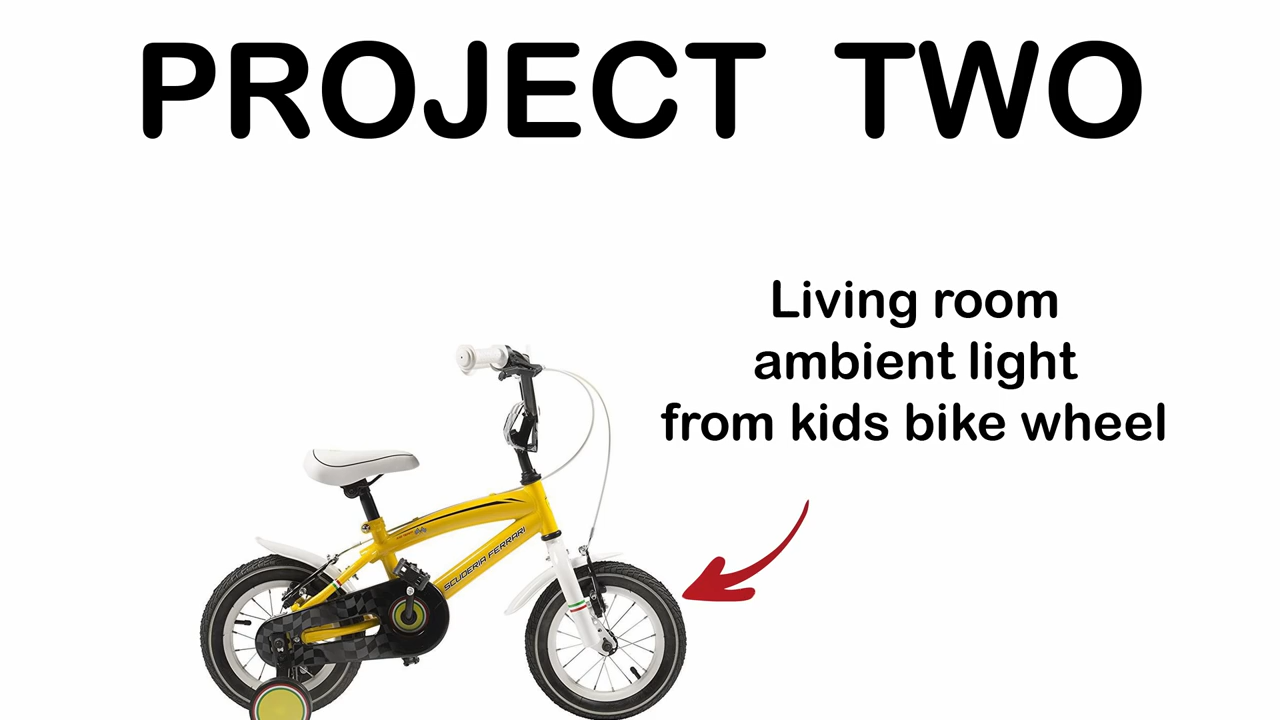 PROJECT TWO
Living room
ambient light
from kids bike wheel
SCUDERIA FERRARI